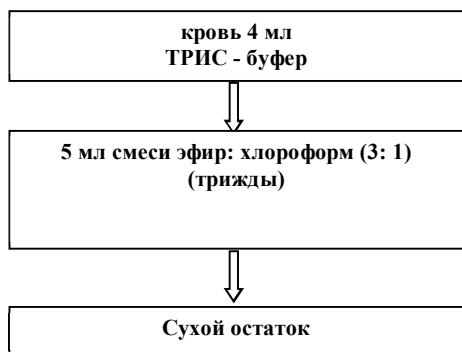 кровь 4 мл
ТРИС - буфер
5 мл смеси эфир: хлороформ (3: 1)
(трижды)
Сухой остаток